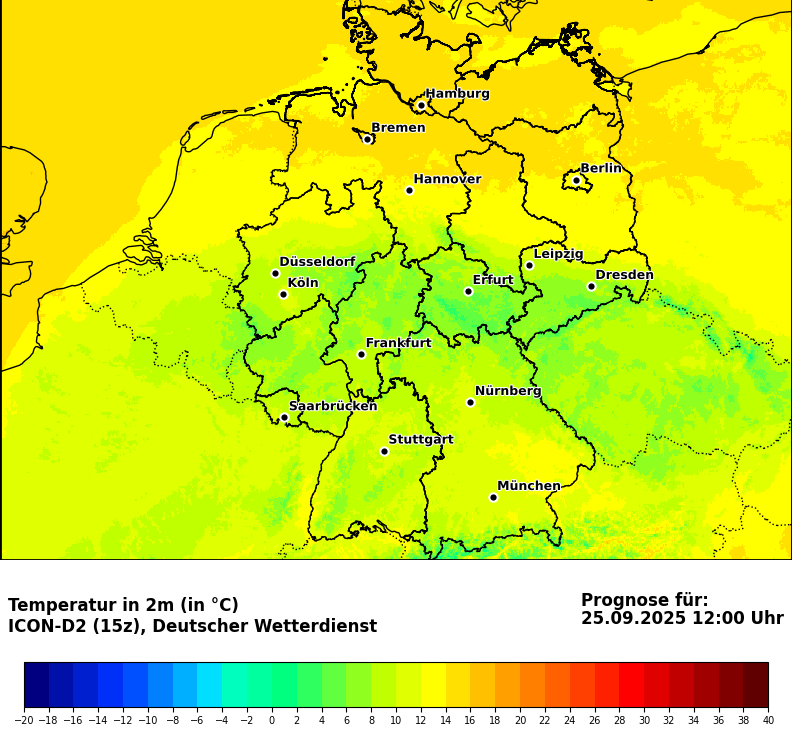 Hamburg
Bremen
Berlin
Hannover
Leipzig
Düsseldorf
Dresden
Erfurt
Köln
Frankfurt
Nürnberg
Saarbrücken
Stuttgart
München
Temperatur in 2m (in °C)
ICON-D2 (15z), Deutscher Wetterdienst
Prognose für:
25.09.2025 12:00 Uhr
−20 −18 −16 −14 −12 −10 −8 −6 −4 −2 0 2 4 6 8 10 12 14 16 18 20 22 24 26 28 30 32 34 36 38 40